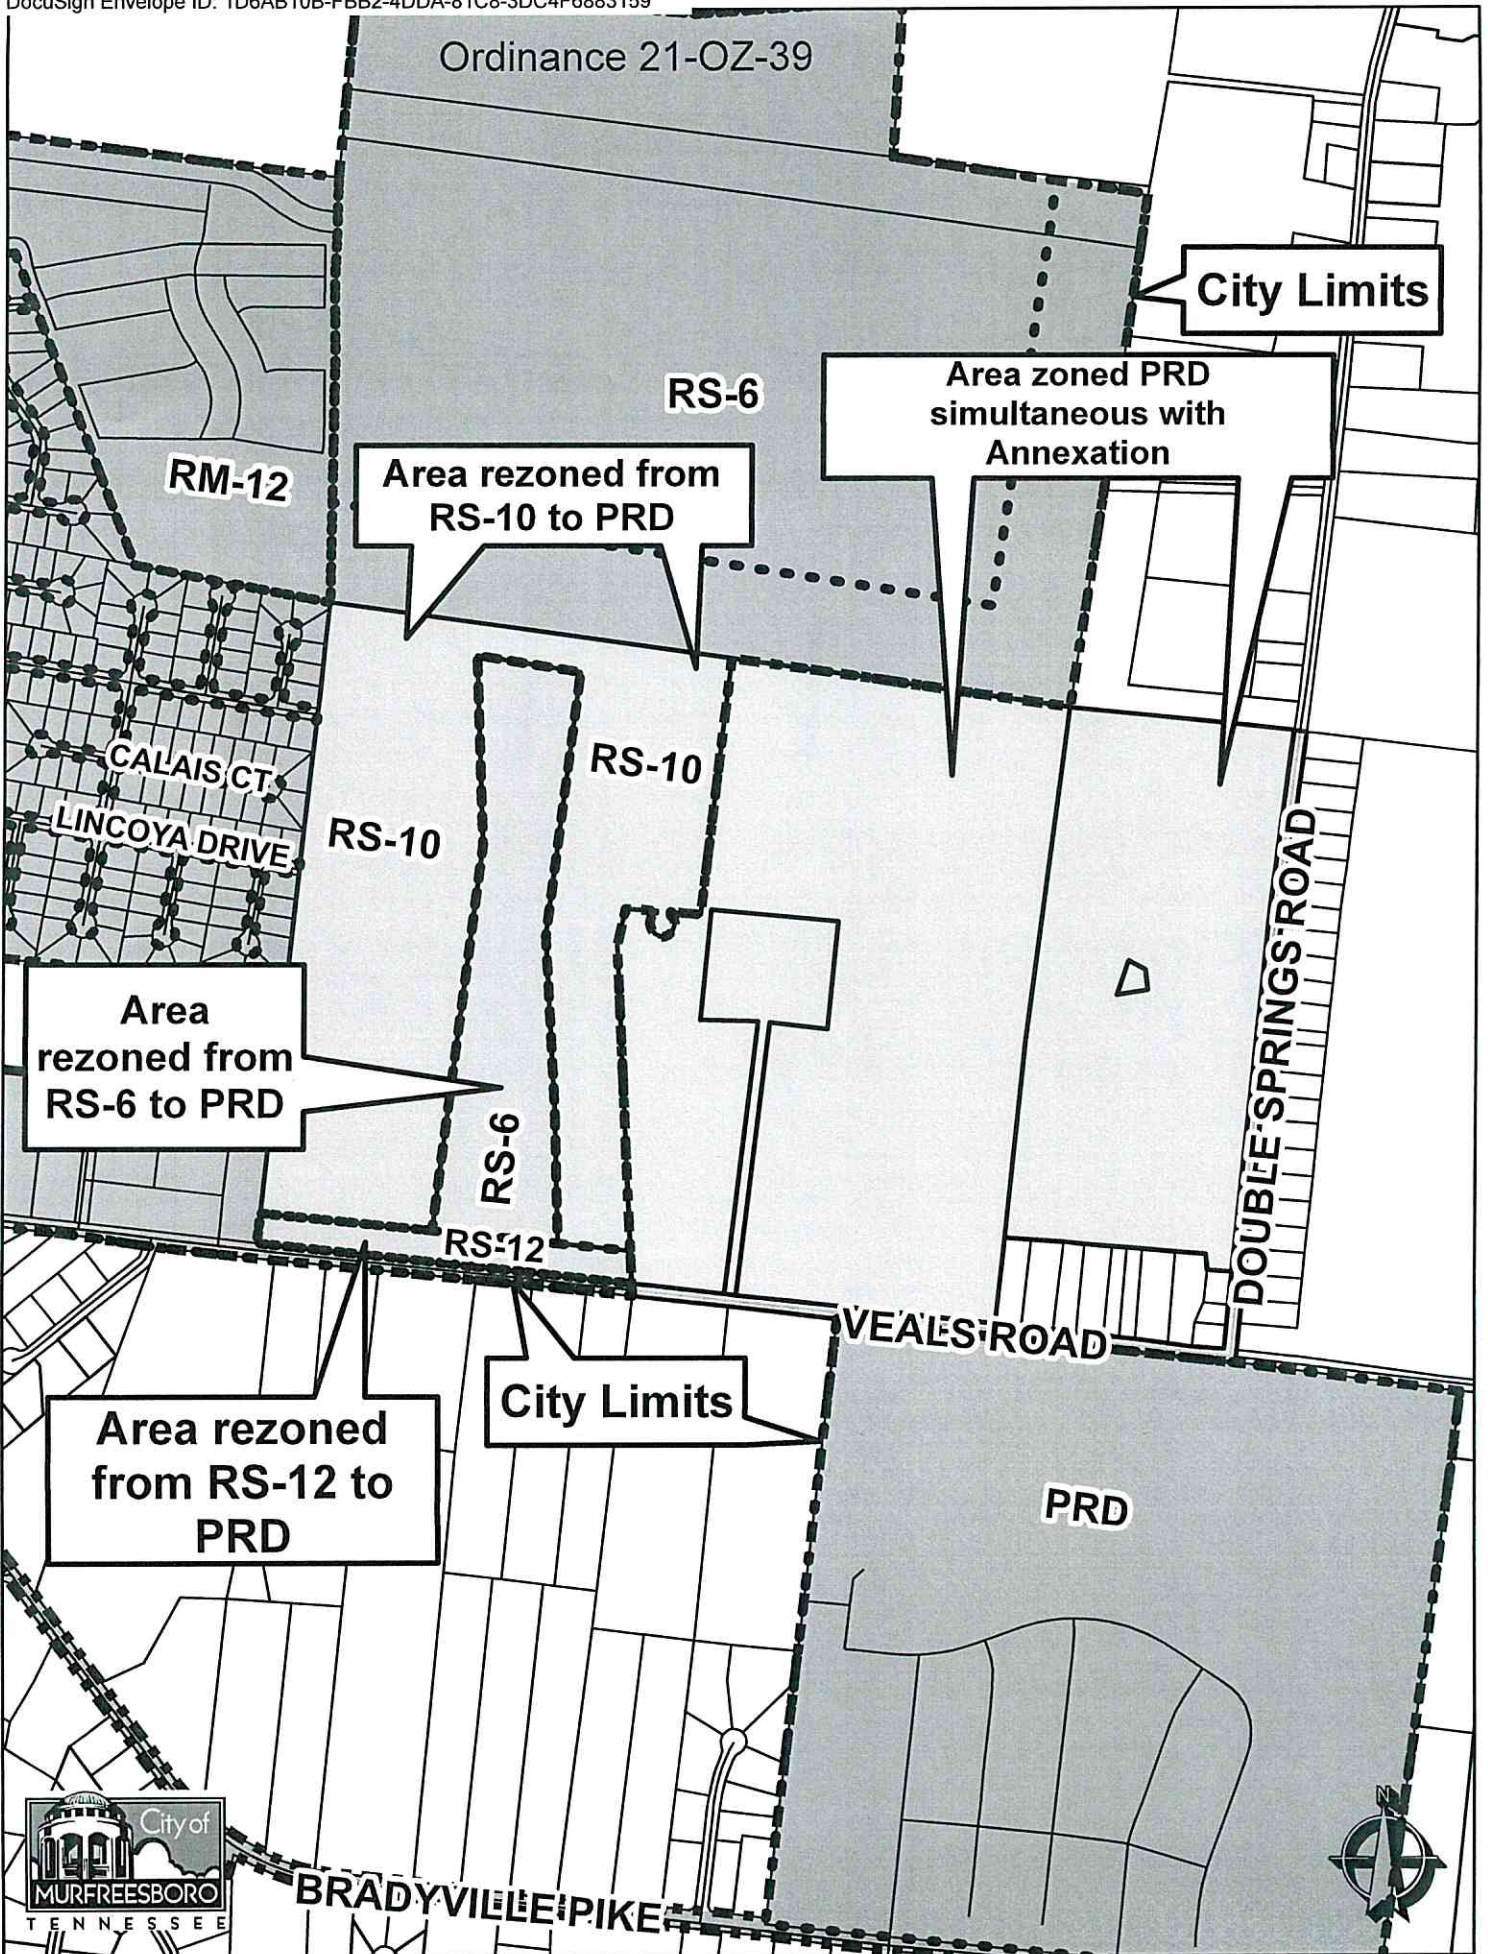 DocuSign Envelope ID: 1D6AB10B-FBB2-4DDA-81C8-3DC4F6883159
Ordinance 21-OZ-39
City Limits
RS-6
Area zoned PRD
simultaneous with
Annexation
Area rezoned from
RS-10 to PRD
RM-12
RS-10
CALAIS CT
LINCOYA DRIVE
RS-10
DOUBLE SPRINGS ROAD
Area
rezoned from
RS-6 to PRD
RS-6
RS-12
VEALS ROAD
City Limits
Area rezoned
from RS-12 to
PRD
PRD
N
City of
MURFREESBORO
TENNESSEE
BRADYVILLE PIKE